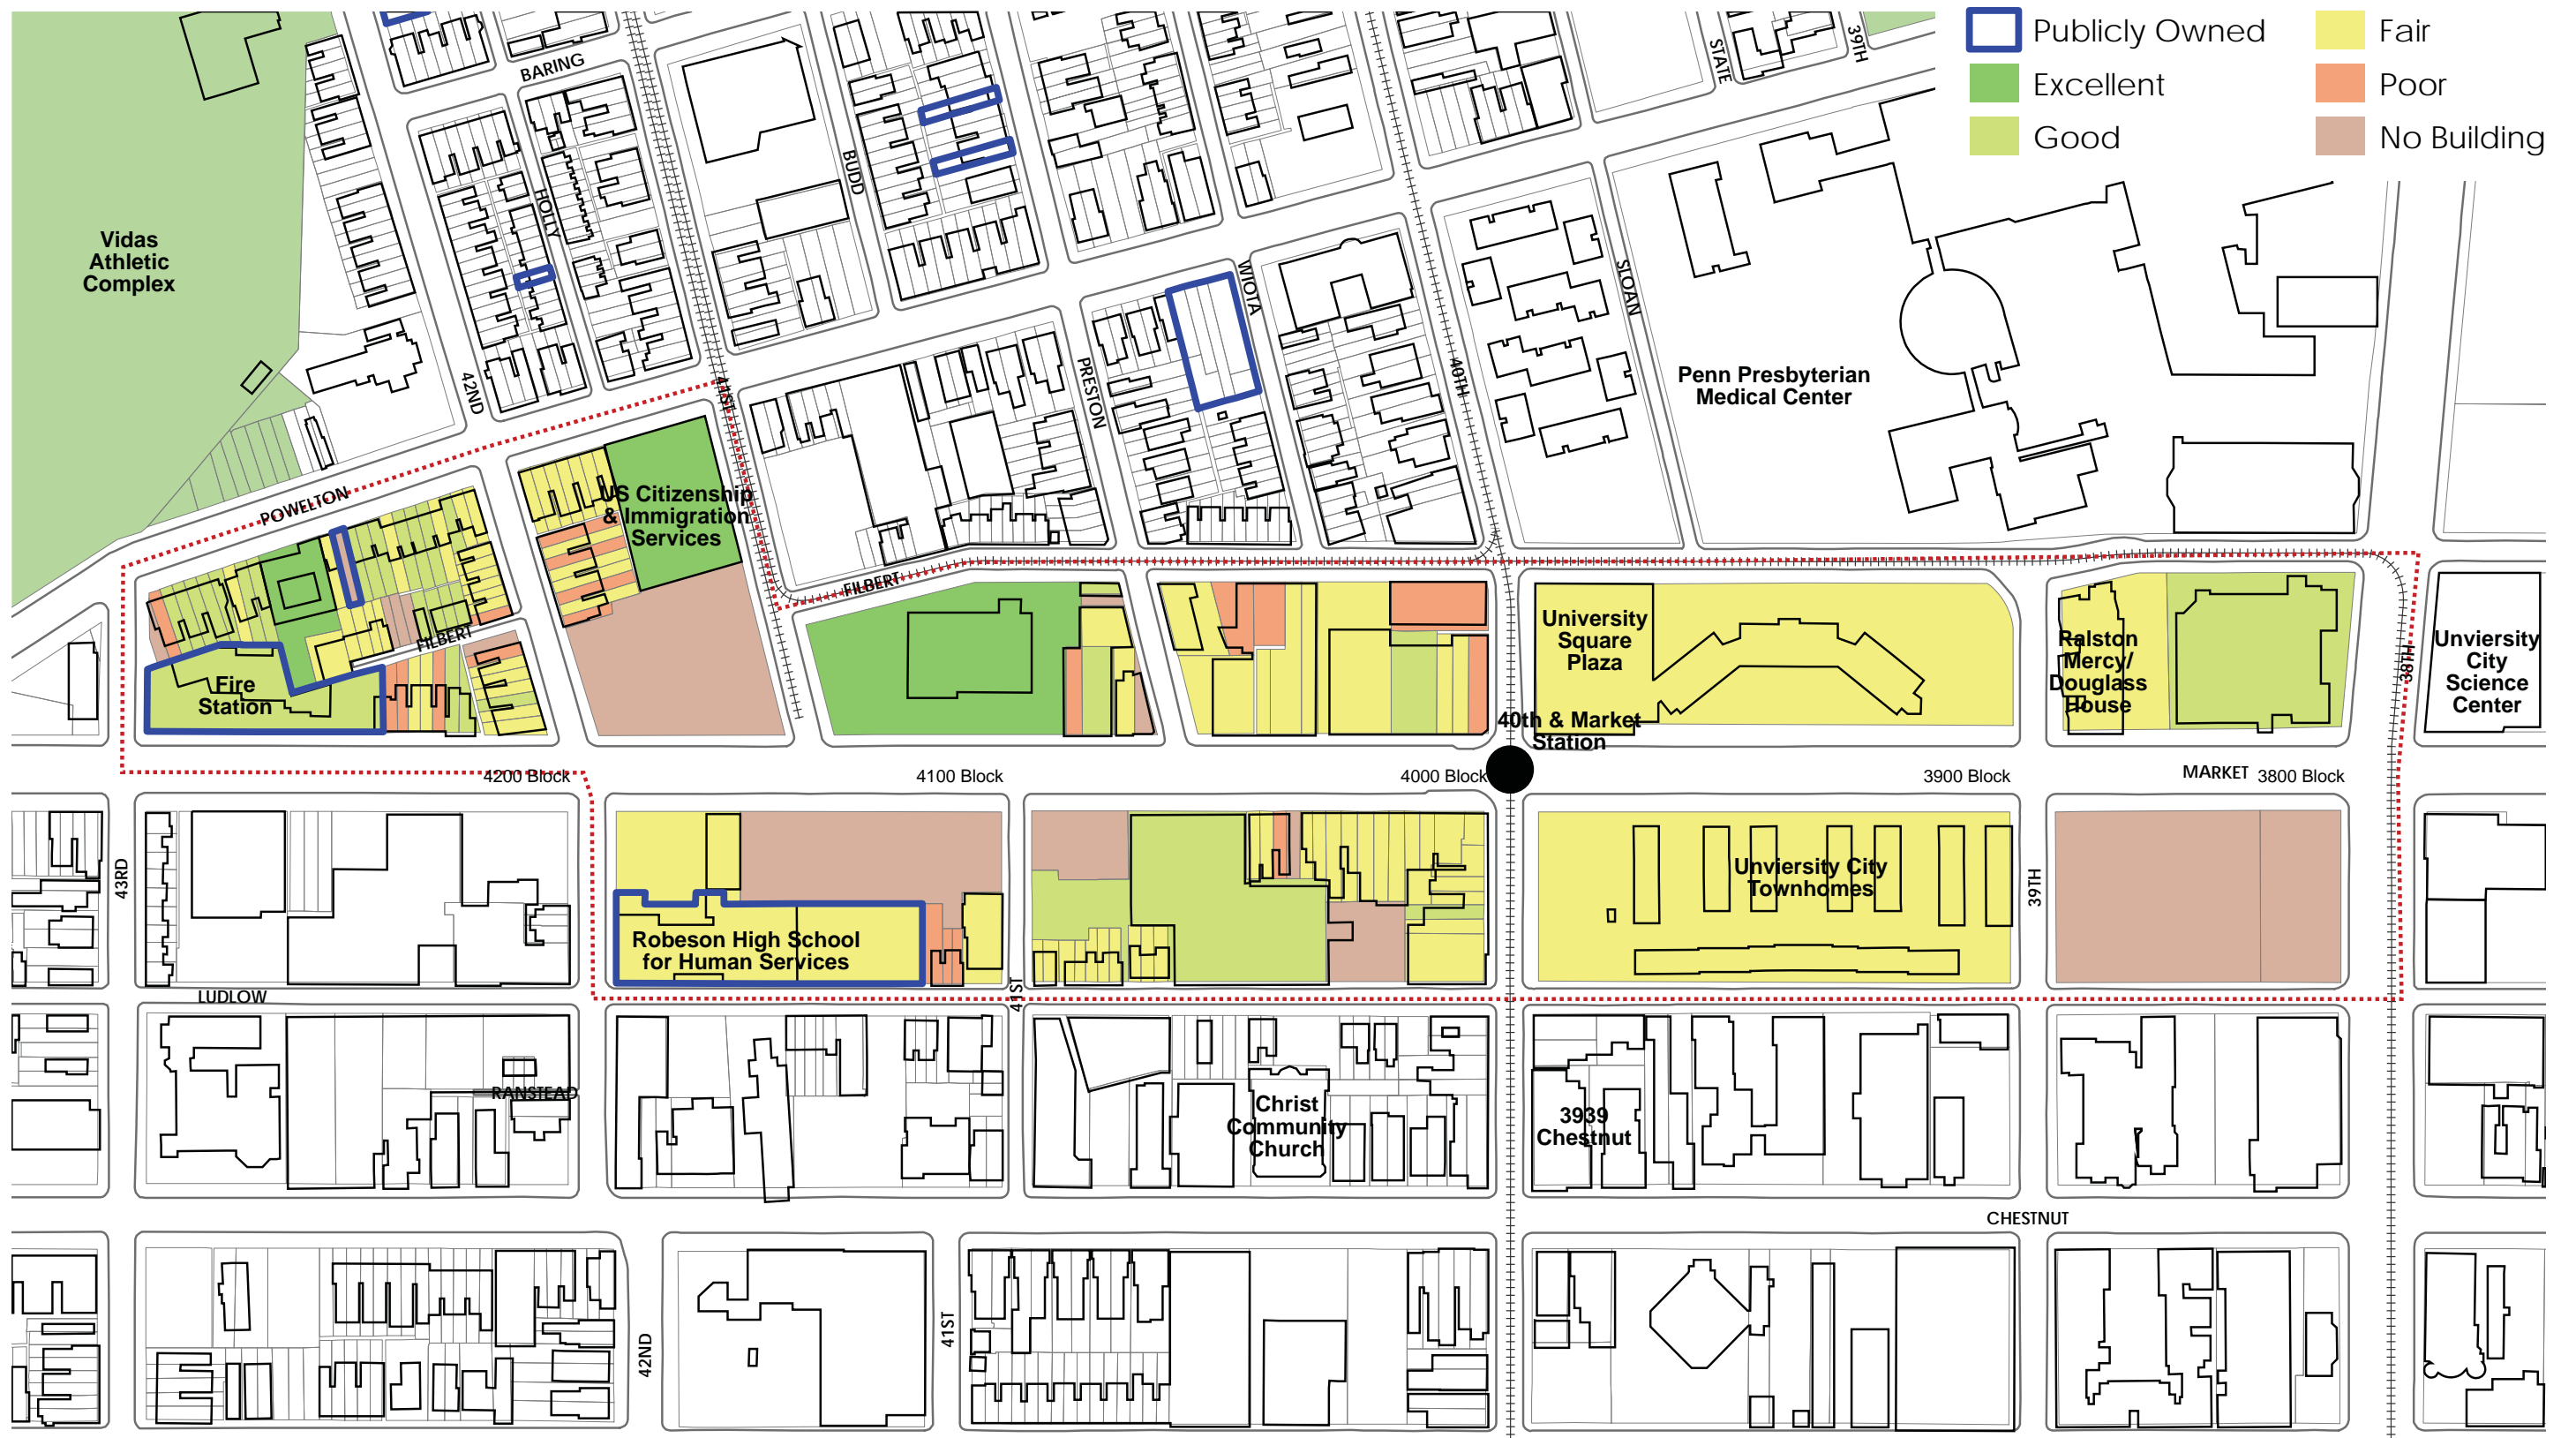 Publicly Owned
Excellent
Good
Fair
Poor
No Building
BARING
STATE
39TH
BUDD
HOLLY
Vidas
Athletic
Complex
WIOTA
SLOAN
42ND
41ST
PRESTON
40TH
Penn Presbyterian
Medical Center
POWELTON
US Citizenship
& Immigration
Services
FILBERT
FILBERT
Fire
Station
University
Square
Plaza
40th & Market
Station
Ralston
Mercy/
Douglass
House
38TH
Unviersity
City
Science
Center
4200 Block
4100 Block
4000 Block
3900 Block
MARKET
3800 Block
43RD
Robeson High School
for Human Services
Unviersity City
Townhomes
39TH
LUDLOW
41ST
RANSTEAD
Christ
Community
Church
3939
Chestnut
CHESTNUT
42ND
41ST